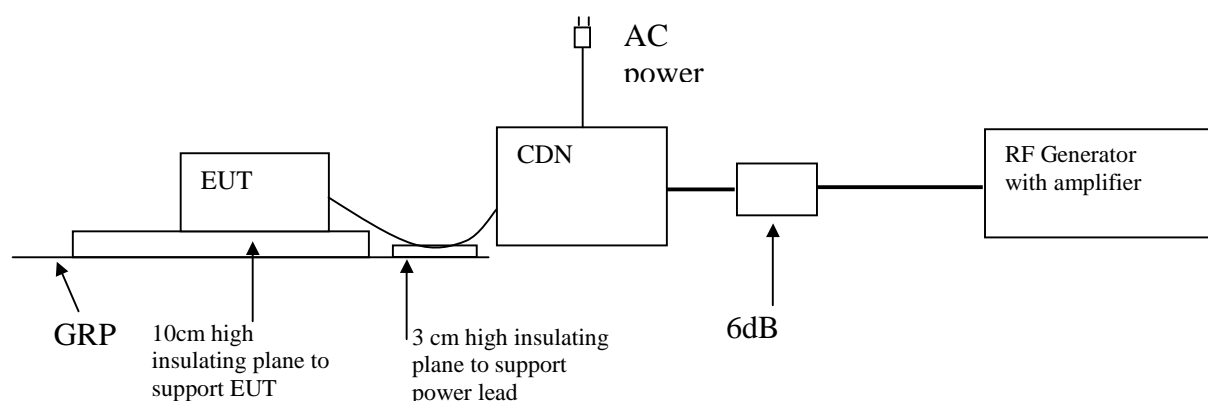 AC
power
EUT
CDN
RF Generator
with amplifier
GRP
10cm high
insulating plane to
support EUT
3 cm high insulating
plane to support
power lead
6dB